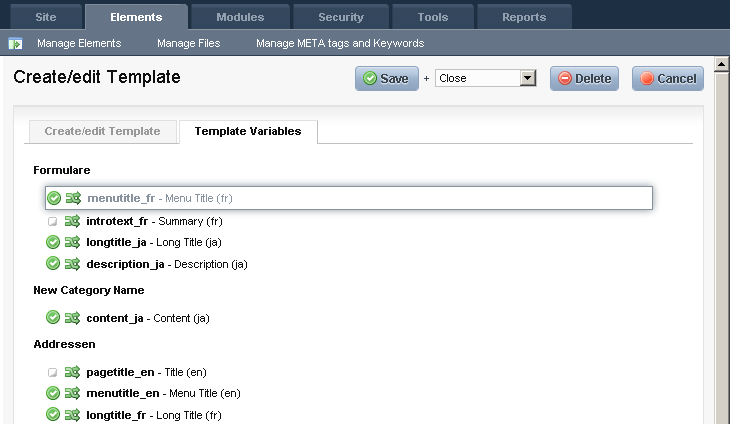 Site Elements Modules Security Tools Reports
Manage Elements Manage Files Manage META tags and Keywords
Create/edit Template Save + Close Delete Cancel
Create/edit Template Template Variables
Formulare
menutitle_fr - Menu Title (fr)
introtext_fr - Summary (fr)
longtitle_ja - Long Title (ja)
description_ja - Description (ja)
New Category Name
content_ja - Content (ja)
Addressen
pagetitle_en - Title (en)
menutitle_en - Menu Title (en)
longtitle_fr - Long Title (fr)